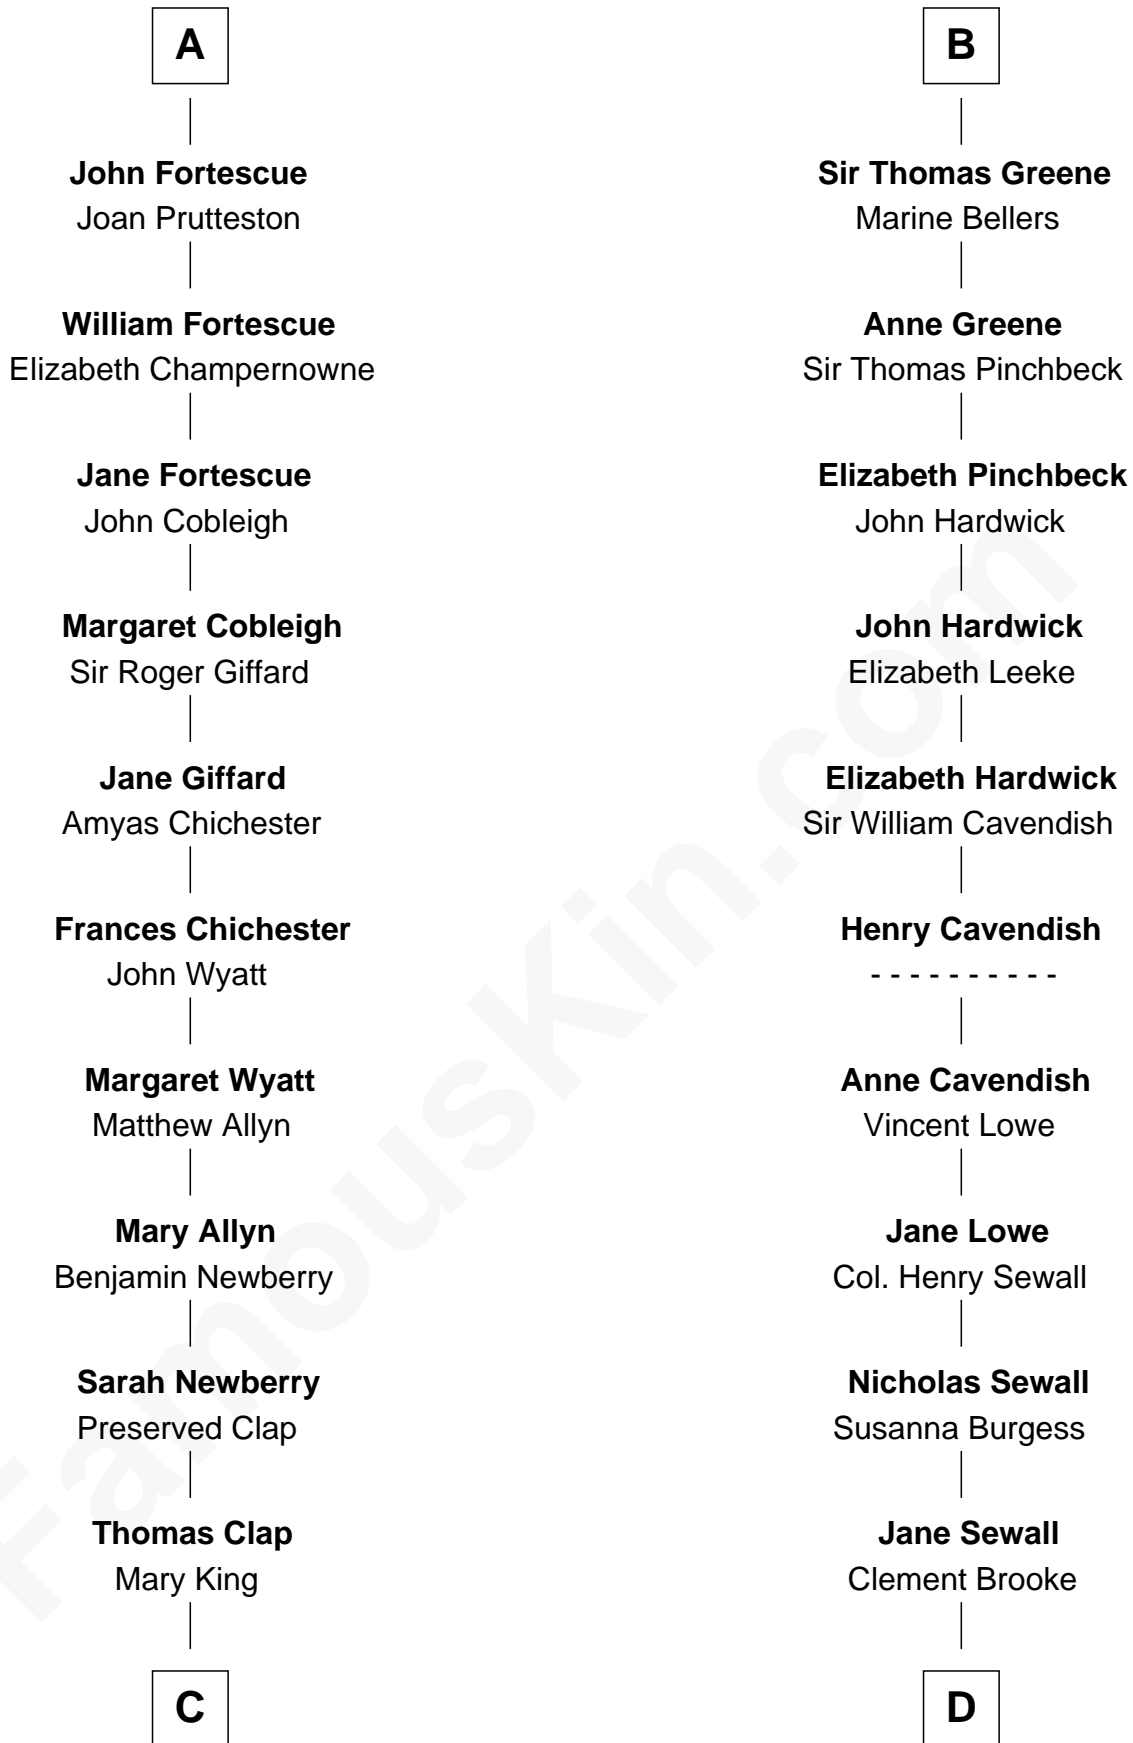 A
John Fortescue
Joan Prutteston
William Fortescue
Elizabeth Champernowne
Jane Fortescue
John Cobleigh
Margaret Cobleigh
Sir Roger Giffard
Jane Giffard
Amyas Chichester
Frances Chichester
John Wyatt
Margaret Wyatt
Matthew Allyn
Mary Allyn
Benjamin Newberry
Sarah Newberry
Preserved Clap
Thomas Clap
Mary King
C
B
Sir Thomas Greene
Marine Bellers
Anne Greene
Sir Thomas Pinchbeck
Elizabeth Pinchbeck
John Hardwick
John Hardwick
Elizabeth Leeke
Elizabeth Hardwick
Sir William Cavendish
Henry Cavendish
- - - - - - - - - -
Anne Cavendish
Vincent Lowe
Jane Lowe
Col. Henry Sewall
Nicholas Sewall
Susanna Burgess
Jane Sewall
Clement Brooke
D
FamousKin.com